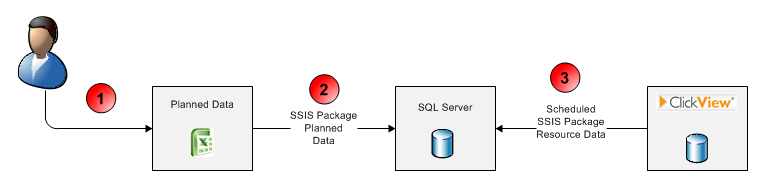 1
2
3
Planned Data
SSIS Package
Planned
Data
SQL Server
Scheduled
SSIS Package
Resource Data
ClickView